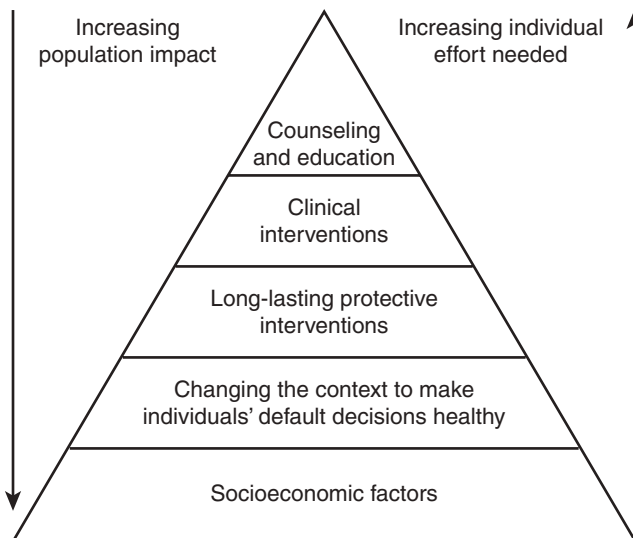 Increasing
population impact
Increasing individual
effort needed
Counseling
and education
Clinical
interventions
Long-lasting protective
interventions
Changing the context to make
individuals’ default decisions healthy
Socioeconomic factors